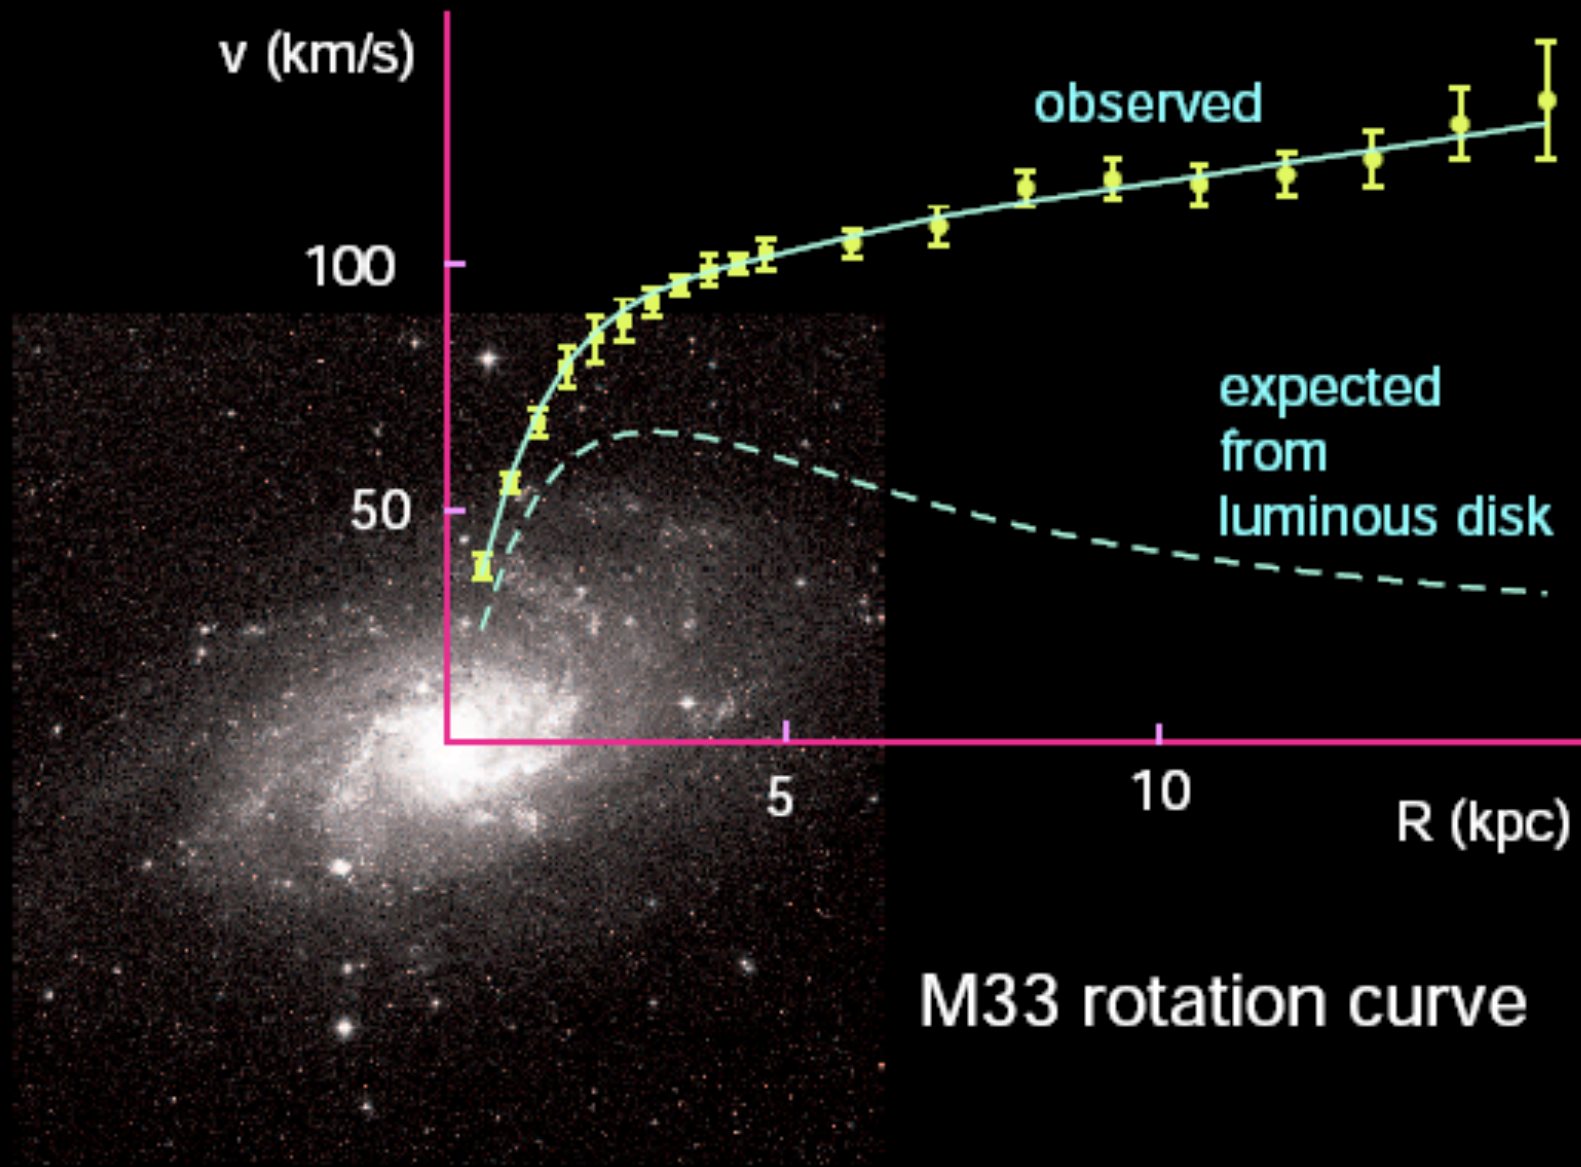 v (km/s)
observed
100
expected
from
luminous disk
50
5
10
R (kpc)
M33 rotation curve